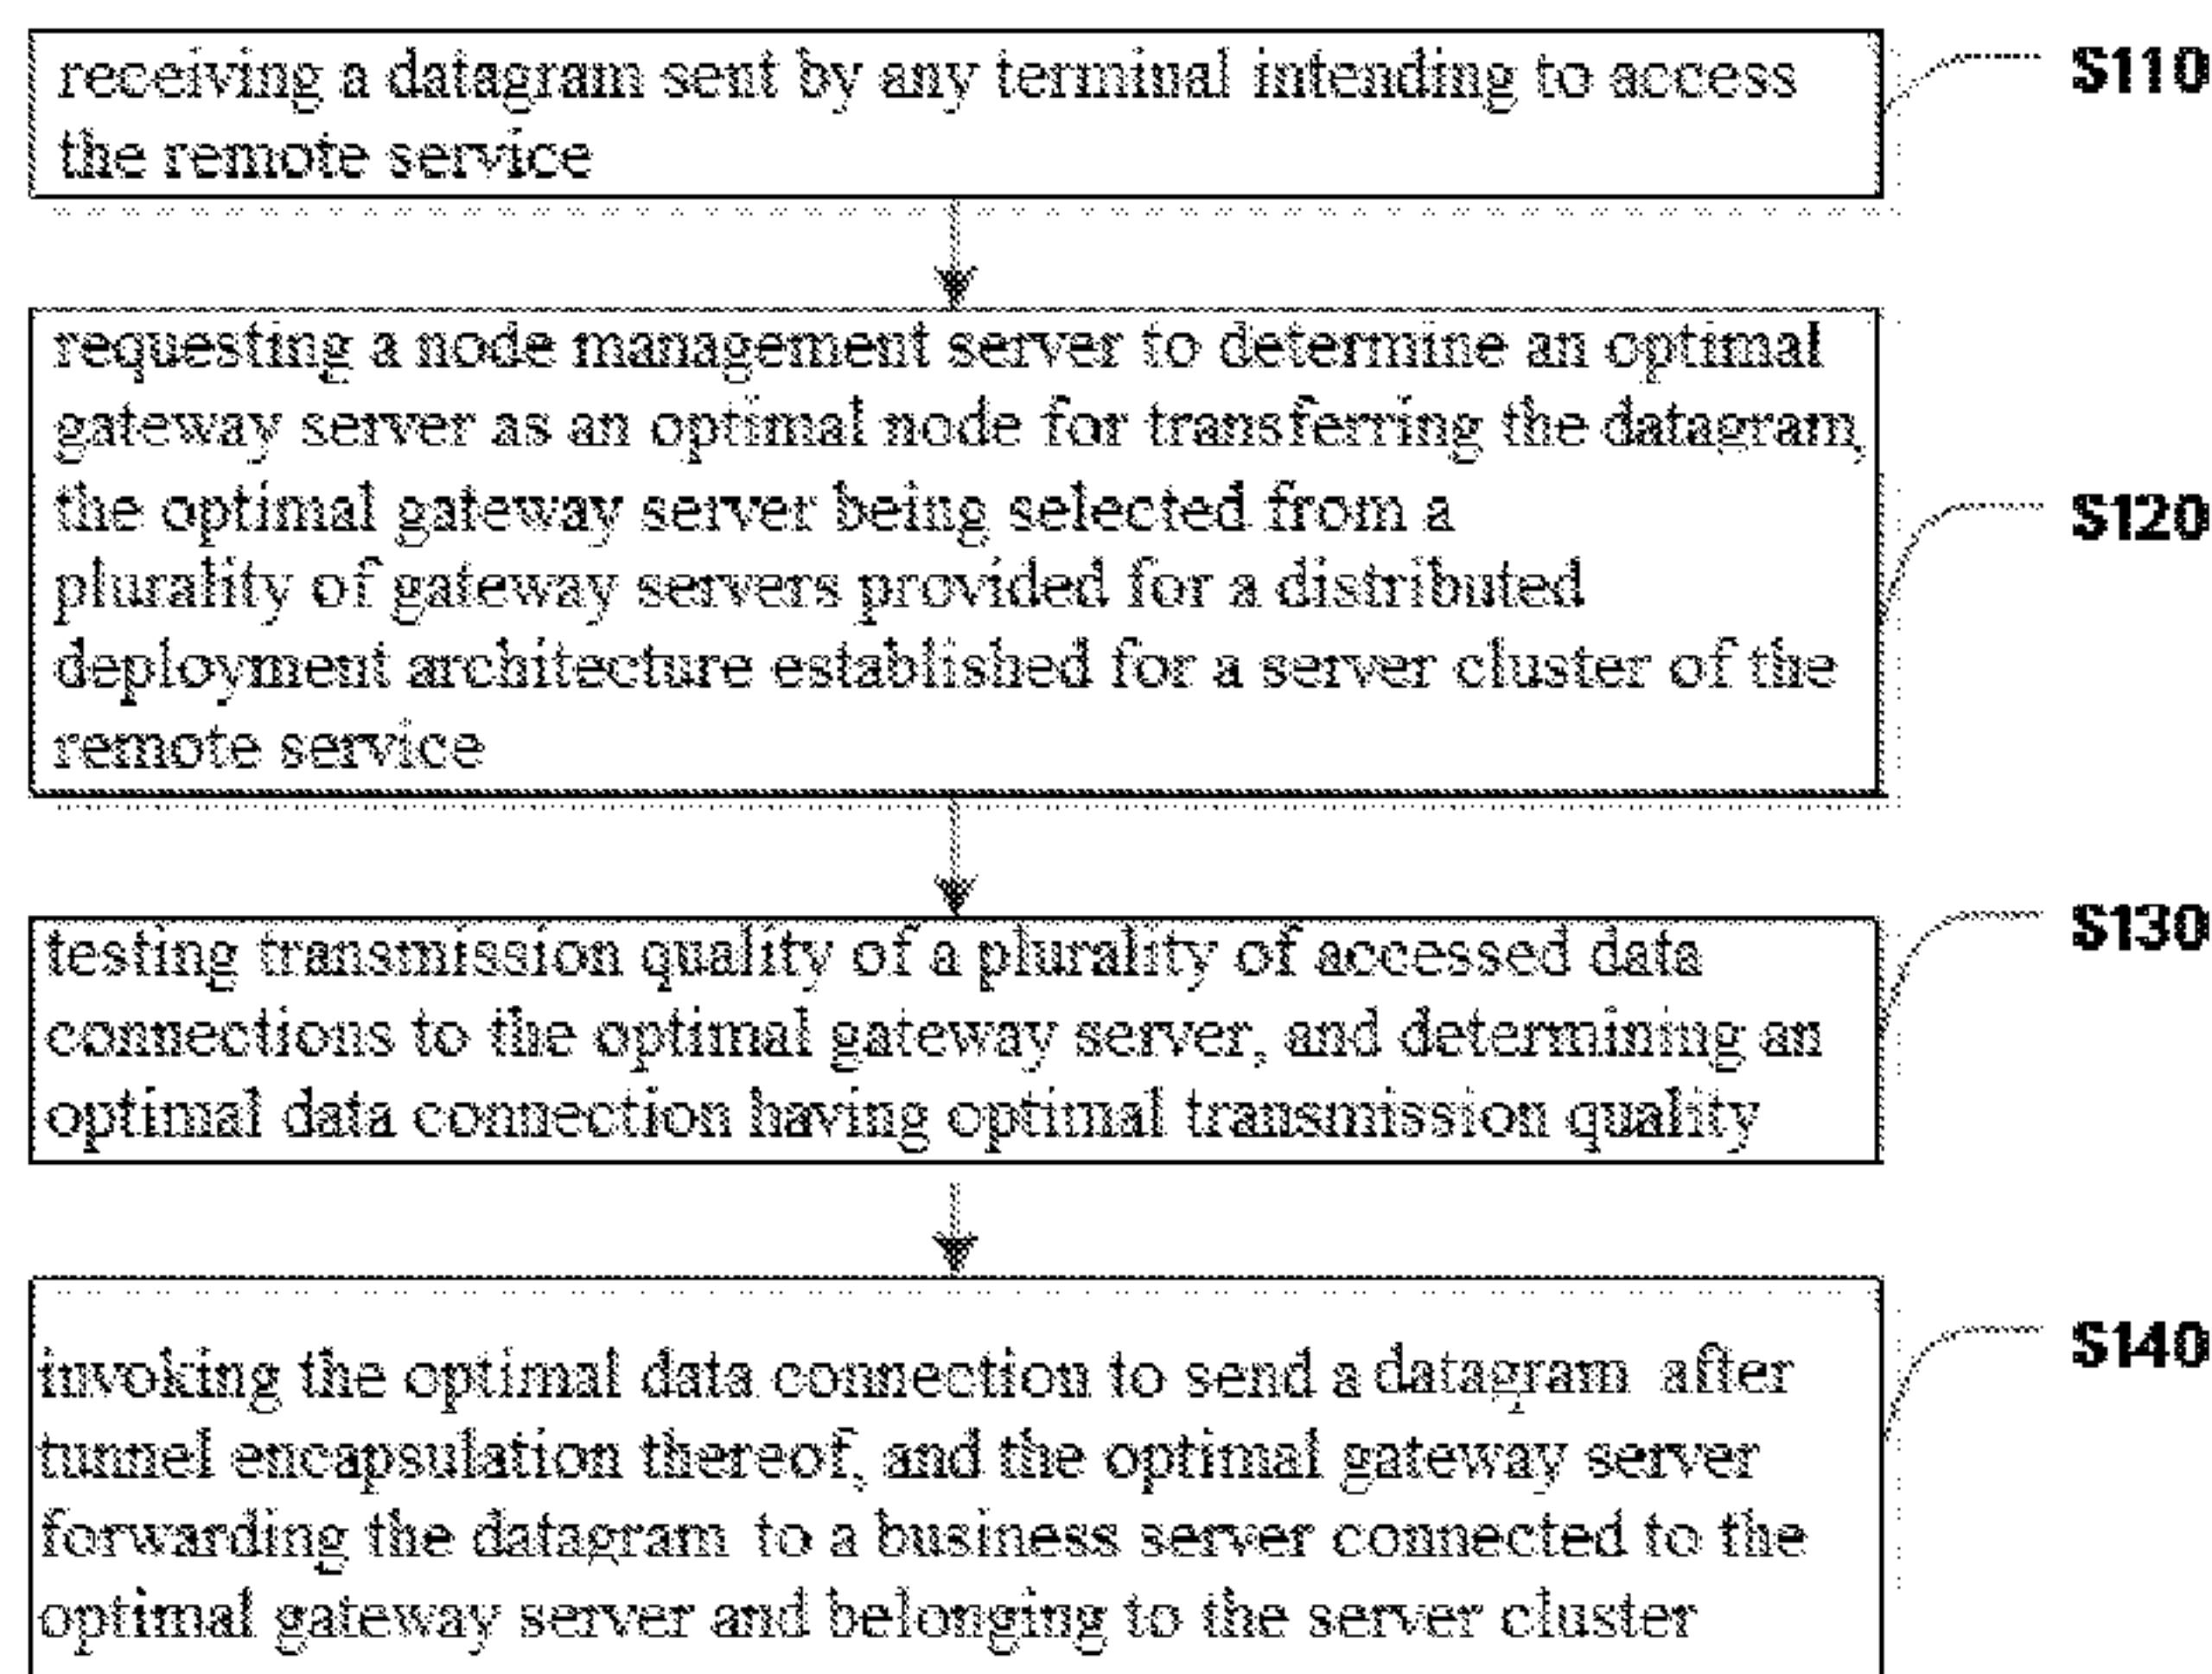 receiving a datagram sent by any terminal intending to access
the remote service
S110
requesting a node management server to determine an optimal
gateway server as an optimal node for transferring the datagram,
the optimal gateway server being selected from a
plurality of gateway servers provided for a distributed
deployment architecture established for a server cluster of the
remote service
S120
testing transmission quality of a plurality of accessed data
connections to the optimal gateway server, and determining an
optimal data connection having optimal transmission quality
S130
invoking the optimal data connection to send a datagram after
tunnel encapsulation thereof, and the optimal gateway server
forwarding the datagram to a business server connected to the
optimal gateway server and belonging to the server cluster
S140